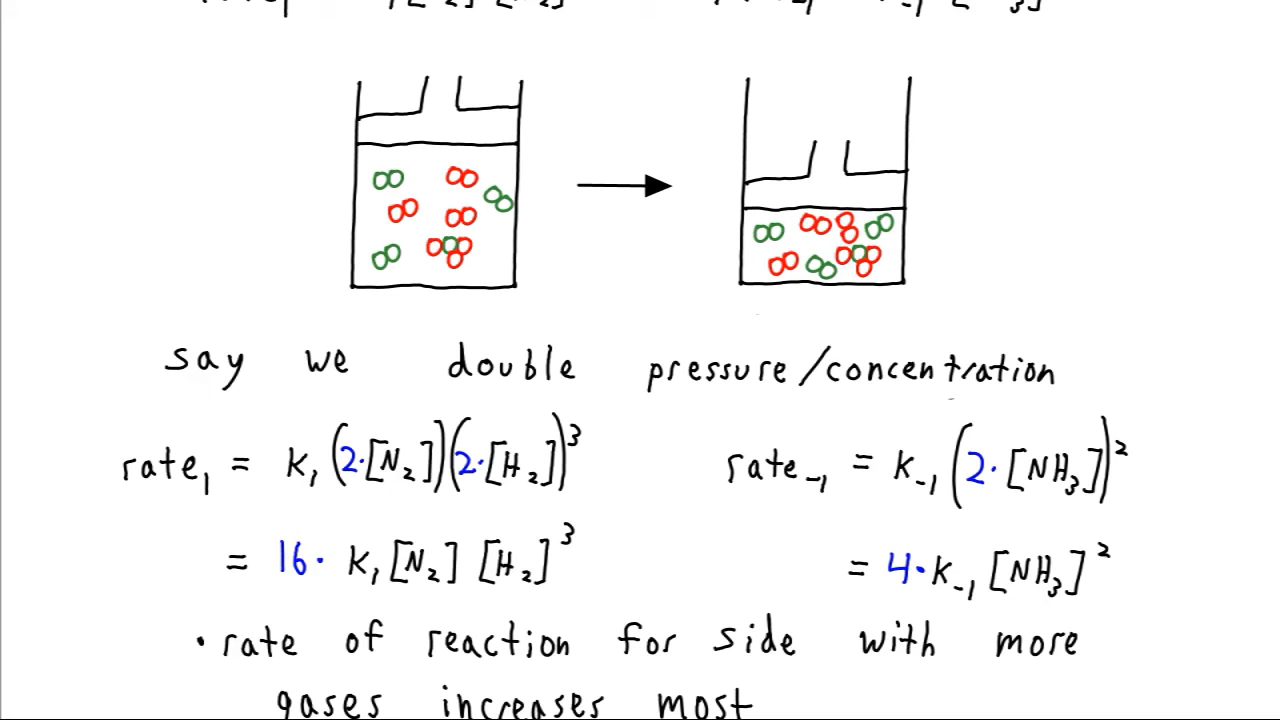 say we double pressure/concentration
rate₁ = k₁(2·[N₂])(2·[H₂])³ rate₋₁ = k₋₁(2·[NH₃])²
= 16· k₁[N₂] [H₂]³ = 4·k₋₁[NH₃]²
· rate of reaction for side with more
gases increases most